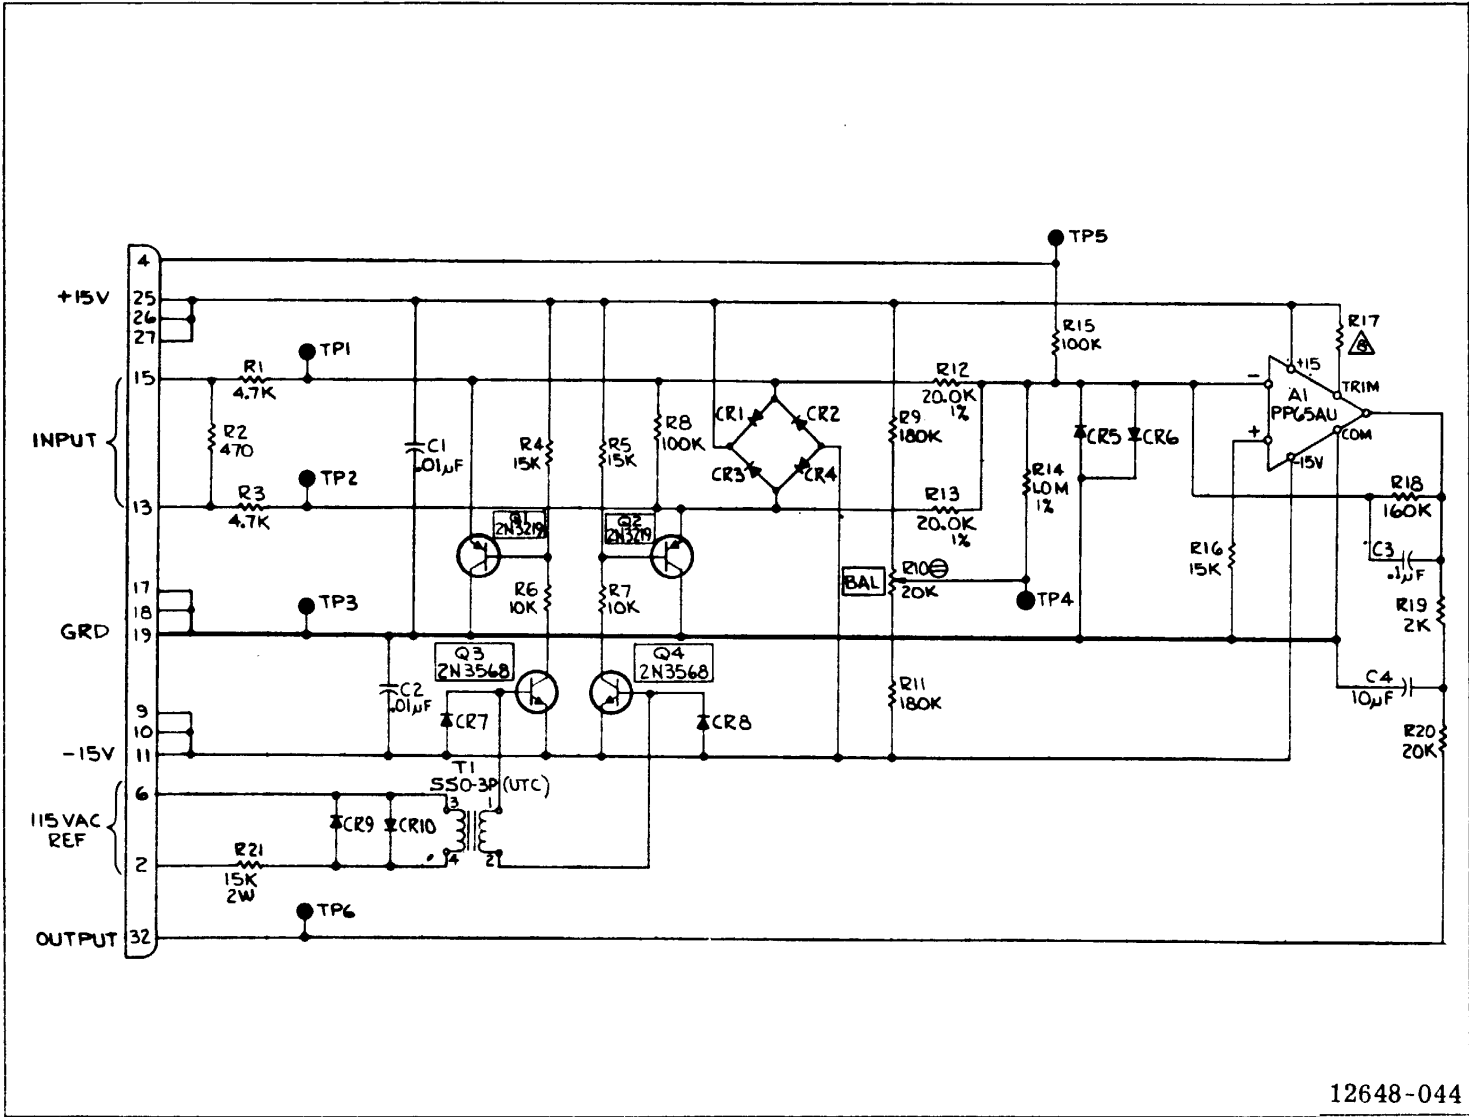 TP5
4
+15V
25
26
27
R17
8
R15
100K
TP1
15
R1
4.7K
R12
20.0K
1%
+15
-
A1
PP65AU
TRIM
COM
+
-15V
INPUT
R2
470
C1
.01µF
R4
15K
R5
15K
R8
100K
CR1
CR2
CR3
CR4
R9
180K
CR5
CR6
R14
1.0M
1%
R18
160K
TP2
13
R3
4.7K
R13
20.0K
1%
Q1
2N3219
Q2
2N3219
R16
15K
C3
.1µF
BAL
R10
20K
TP4
17
18
GRD
19
TP3
R6
10K
R7
10K
R19
2K
Q3
2N3568
Q4
2N3568
C2
.01µF
CR7
CR8
R11
180K
C4
10µF
9
10
-15V
11
R20
20K
T1
SSO-3P (UTC)
6
115 VAC
REF
CR9
CR10
3
1
4
2
2
R21
15K
2W
TP6
OUTPUT
32
12648-044